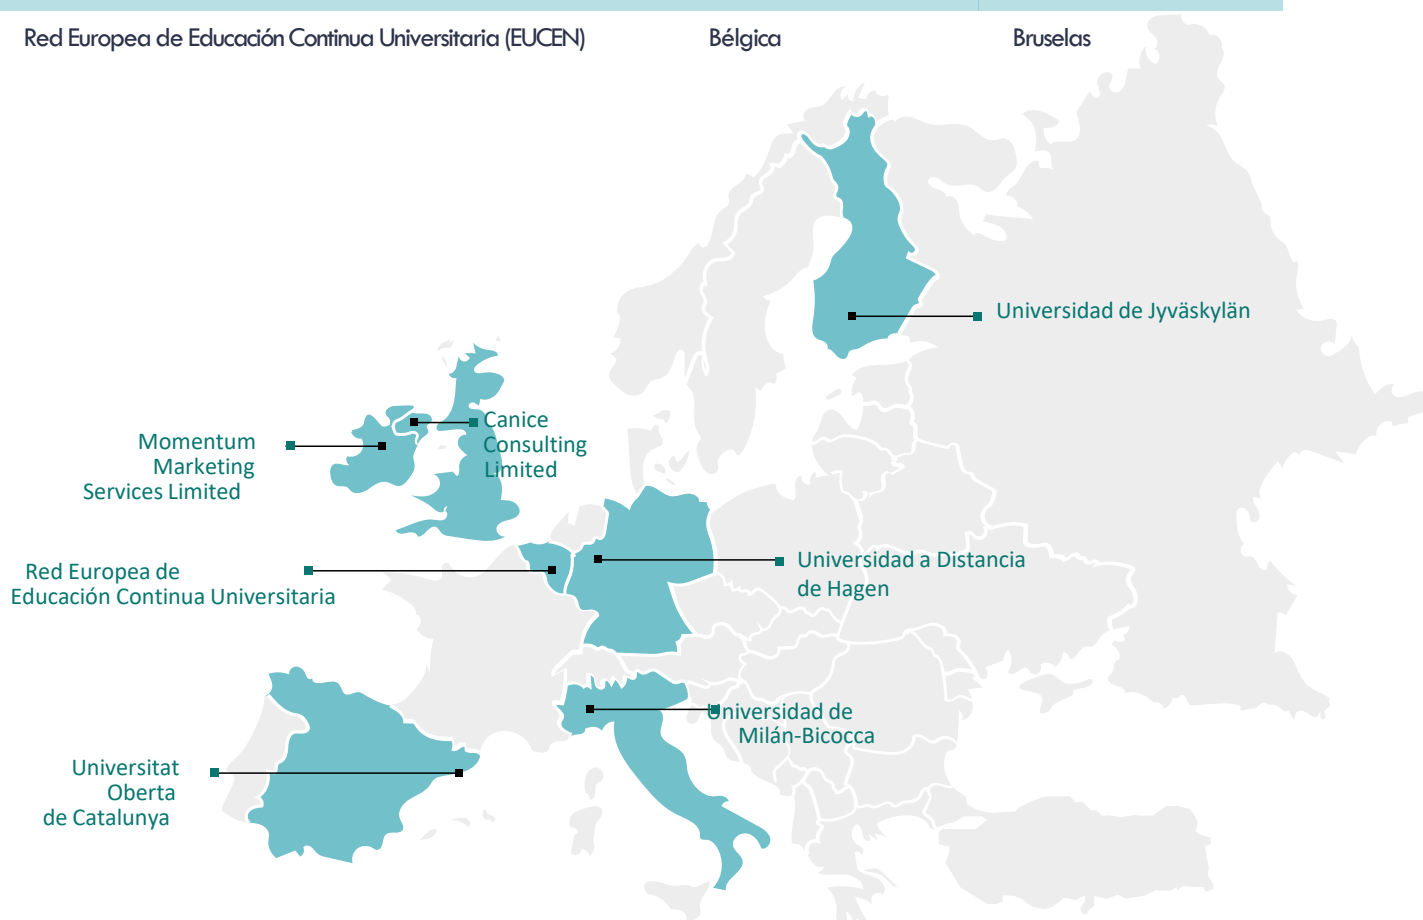 Red Europea de Educación Continua Universitaria (EUCEN) Bélgica Bruselas
Universidad de Jyväskylän
Canice
Consulting
Limited
Momentum
Marketing
Services Limited
Universidad a Distancia
de Hagen
Red Europea de
Educación Continua Universitaria
Universidad de
Milán-Bicocca
Universitat
Oberta
de Catalunya